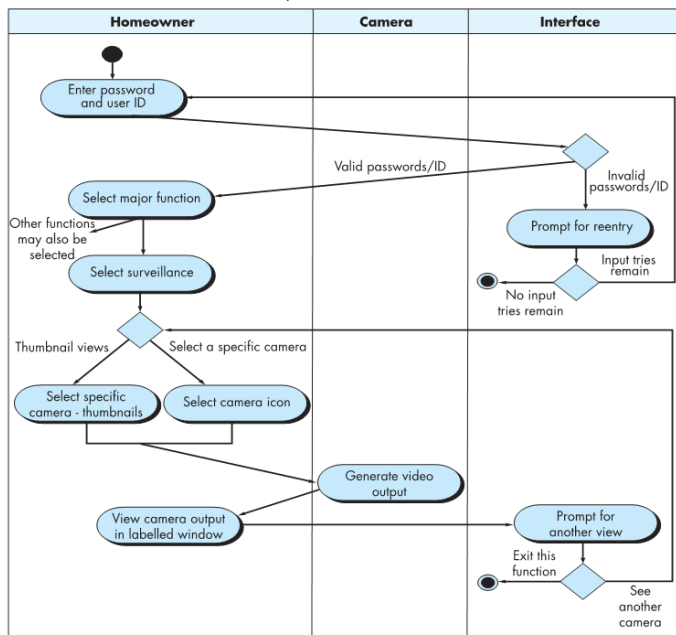 Homeowner
Camera
Interface
Enter password
and user ID
Valid passwords/ID
Invalid
passwords/ID
Select major function
Other functions
may also be
selected
Prompt for reentry
Input tries
remain
Select surveillance
No input
tries remain
Thumbnail views
Select a specific camera
Select specific
camera - thumbnails
Select camera icon
Generate video
output
View camera output
in labelled window
Prompt for
another view
Exit this
function
See
another
camera